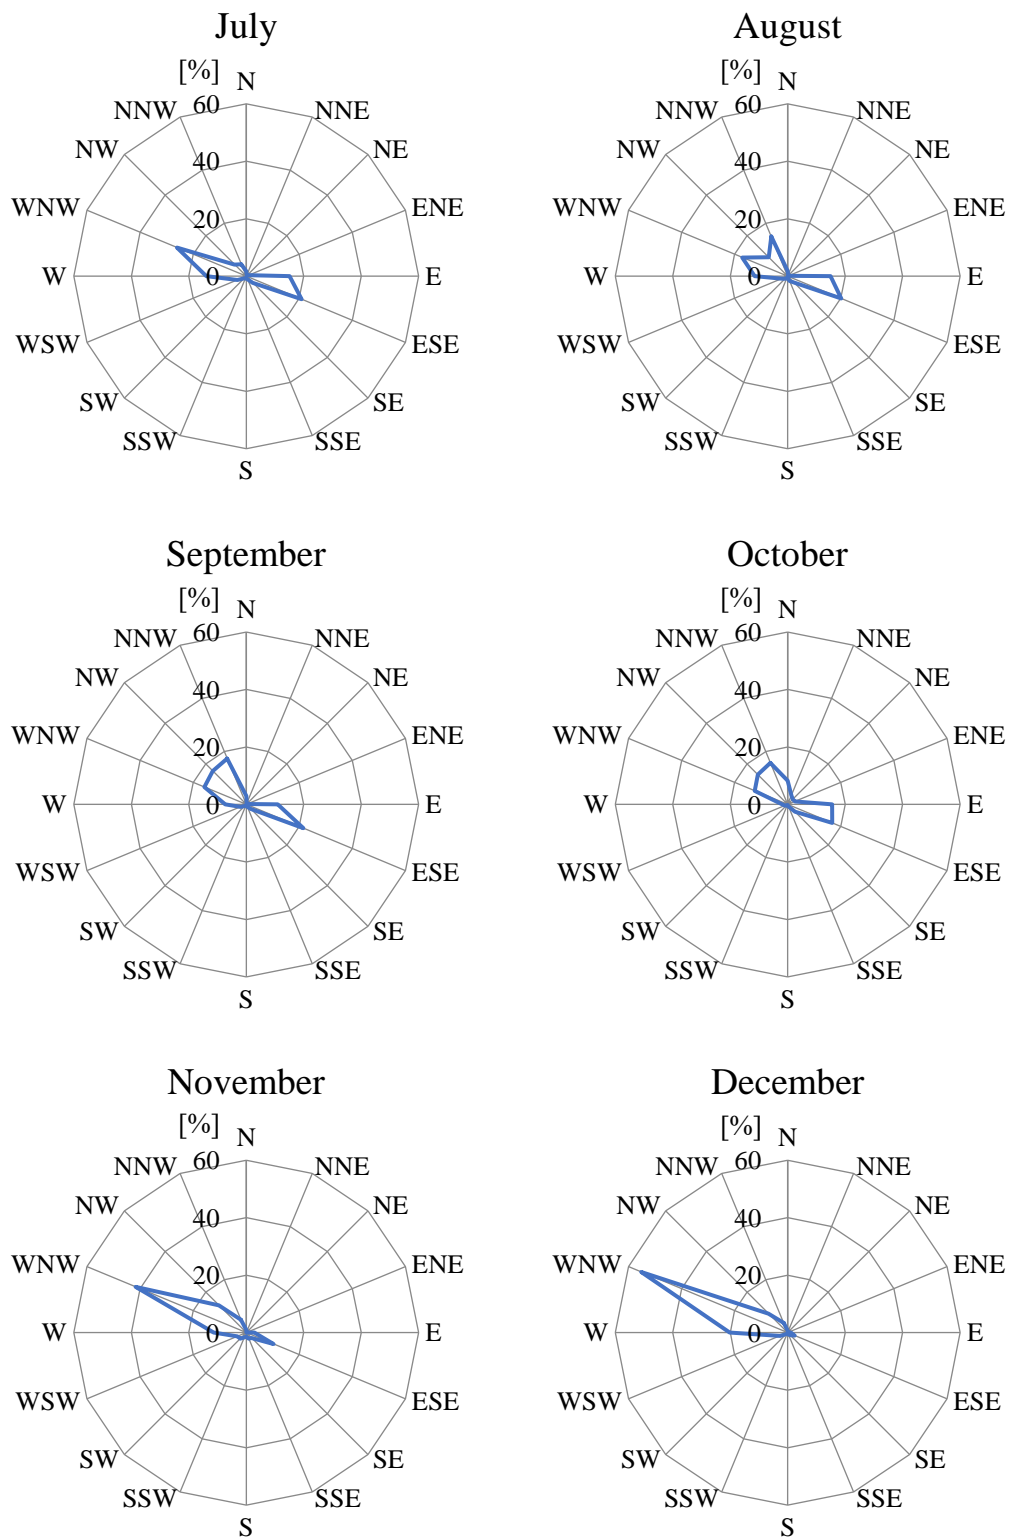 July
[%]
N
60
NNW
NNE
NW
NE
40
WNW
ENE
20
W
0
E
WSW
ESE
SW
SE
SSW
SSE
S
August
[%]
N
60
NNW
NNE
NW
NE
40
WNW
ENE
20
W
0
E
WSW
ESE
SW
SE
SSW
SSE
S
September
[%]
N
60
NNW
NNE
NW
NE
40
WNW
ENE
20
W
0
E
WSW
ESE
SW
SE
SSW
SSE
S
October
[%]
N
60
NNW
NNE
NW
NE
40
WNW
ENE
20
W
0
E
WSW
ESE
SW
SE
SSW
SSE
S
November
[%]
N
60
NNW
NNE
NW
NE
40
WNW
ENE
20
W
0
E
WSW
ESE
SW
SE
SSW
SSE
S
December
[%]
N
60
NNW
NNE
NW
NE
40
WNW
ENE
20
W
0
E
WSW
ESE
SW
SE
SSW
SSE
S